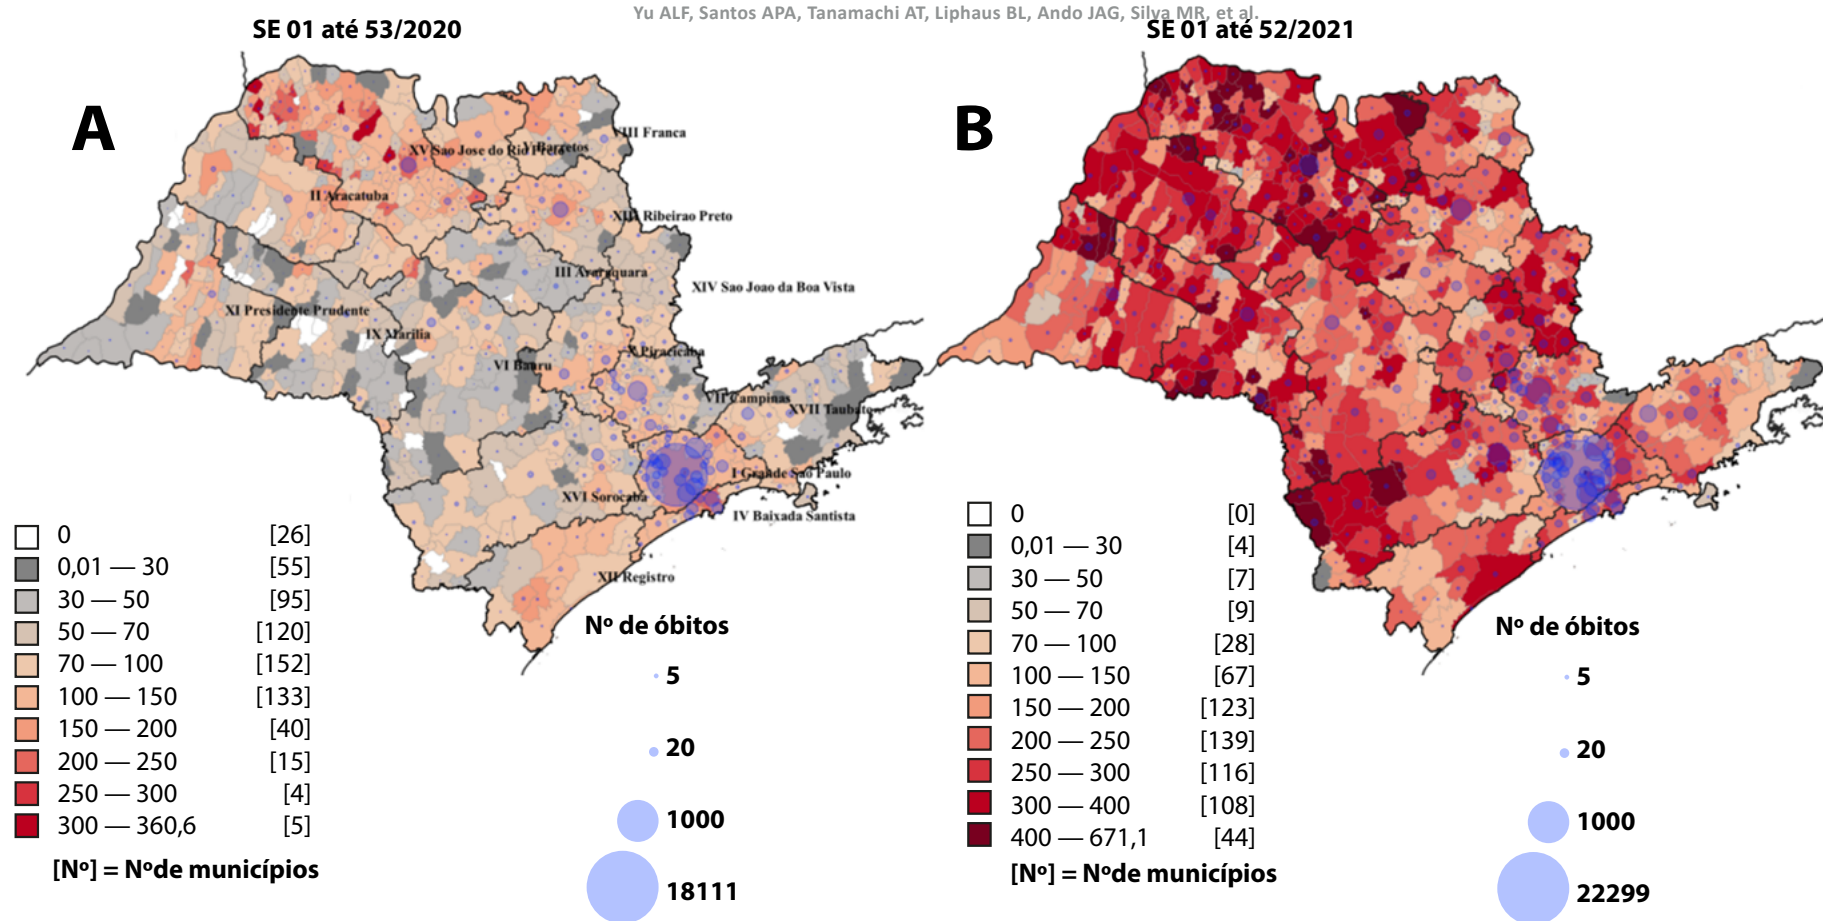 Yu ALF, Santos APA, Tanamachi AT, Liphaus BL, Ando JAG, Silva MR, et al.
SE 01 até 53/2020
A
VIII Franca
XV Sao Jose do Rio Preto
V Barretos
II Aracatuba
XIII Ribeirao Preto
III Araraquara
XIV Sao Joao da Boa Vista
XI Presidente Prudente
IX Marilia
X Piracicaba
VI Bauru
VII Campinas
XVII Taubate
I Grande Sao Paulo
XVI Sorocaba
IV Baixada Santista
XII Registro
0 [26]
0,01 — 30 [55]
30 — 50 [95]
50 — 70 [120]
70 — 100 [152]
100 — 150 [133]
150 — 200 [40]
200 — 250 [15]
250 — 300 [4]
300 — 360,6 [5]
[Nº] = Nºde municípios
Nº de óbitos
5
20
1000
18111
SE 01 até 52/2021
B
0 [0]
0,01 — 30 [4]
30 — 50 [7]
50 — 70 [9]
70 — 100 [28]
100 — 150 [67]
150 — 200 [123]
200 — 250 [139]
250 — 300 [116]
300 — 400 [108]
400 — 671,1 [44]
[Nº] = Nºde municípios
Nº de óbitos
5
20
1000
22299